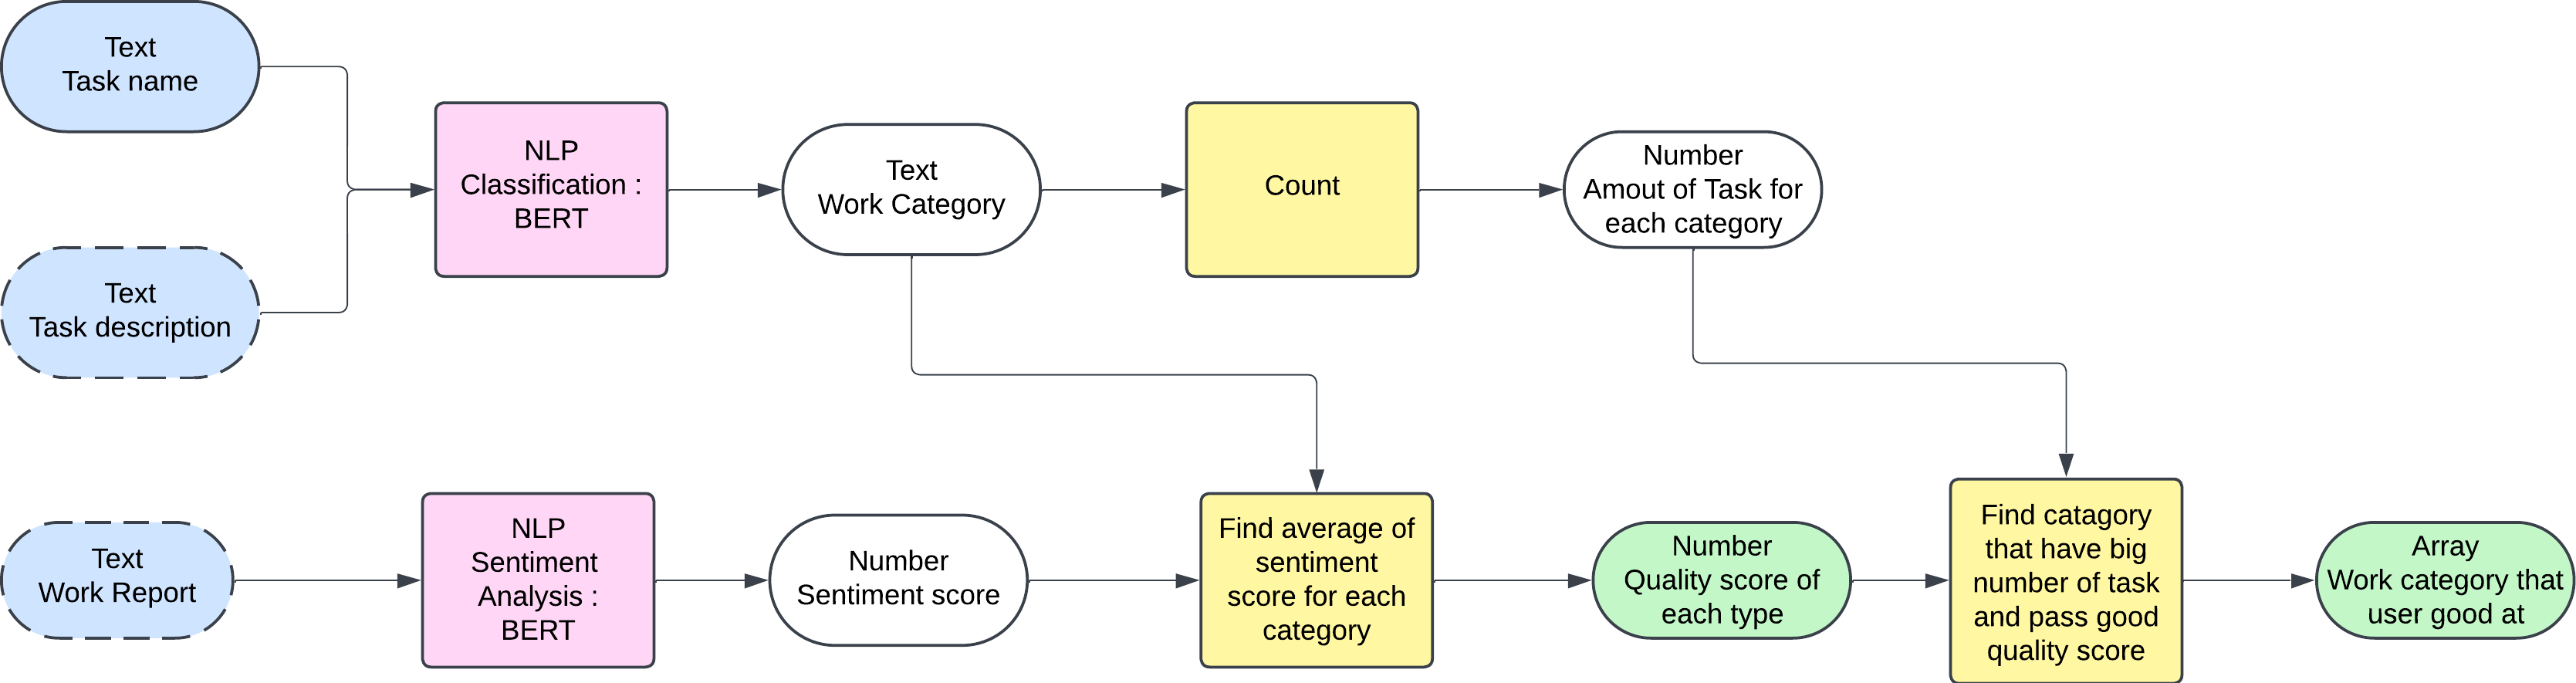 Text
Task name
NLP
Classification :
BERT
Text
Work Category
Count
Number
Amout of Task for
each category
Text
Task description
Text
Work Report
NLP
Sentiment
Analysis :
BERT
Number
Sentiment score
Find average of
sentiment
score for each
category
Number
Quality score of
each type
Find catagory
that have big
number of task
and pass good
quality score
Array
Work category that
user good at